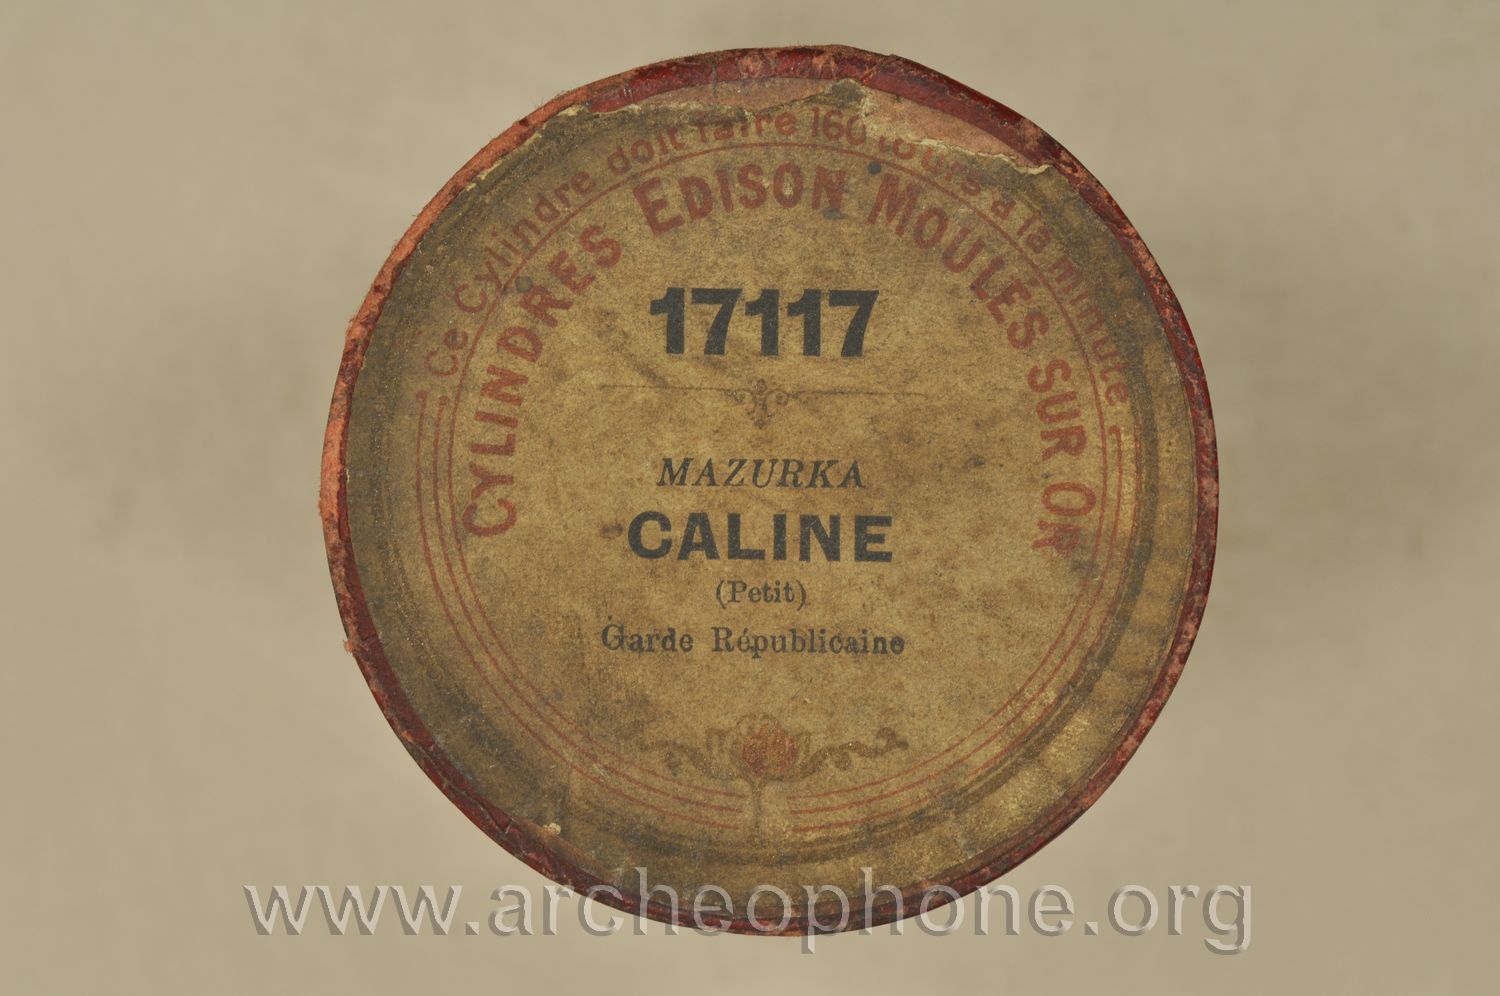 Ce Cylindre doit faire 160 tours à la minute
CYLINDRES EDISON MOULÉS SUR OR
17117
MAZURKA
CALINE
(Petit)
Garde Républicaine
www.archeophone.org